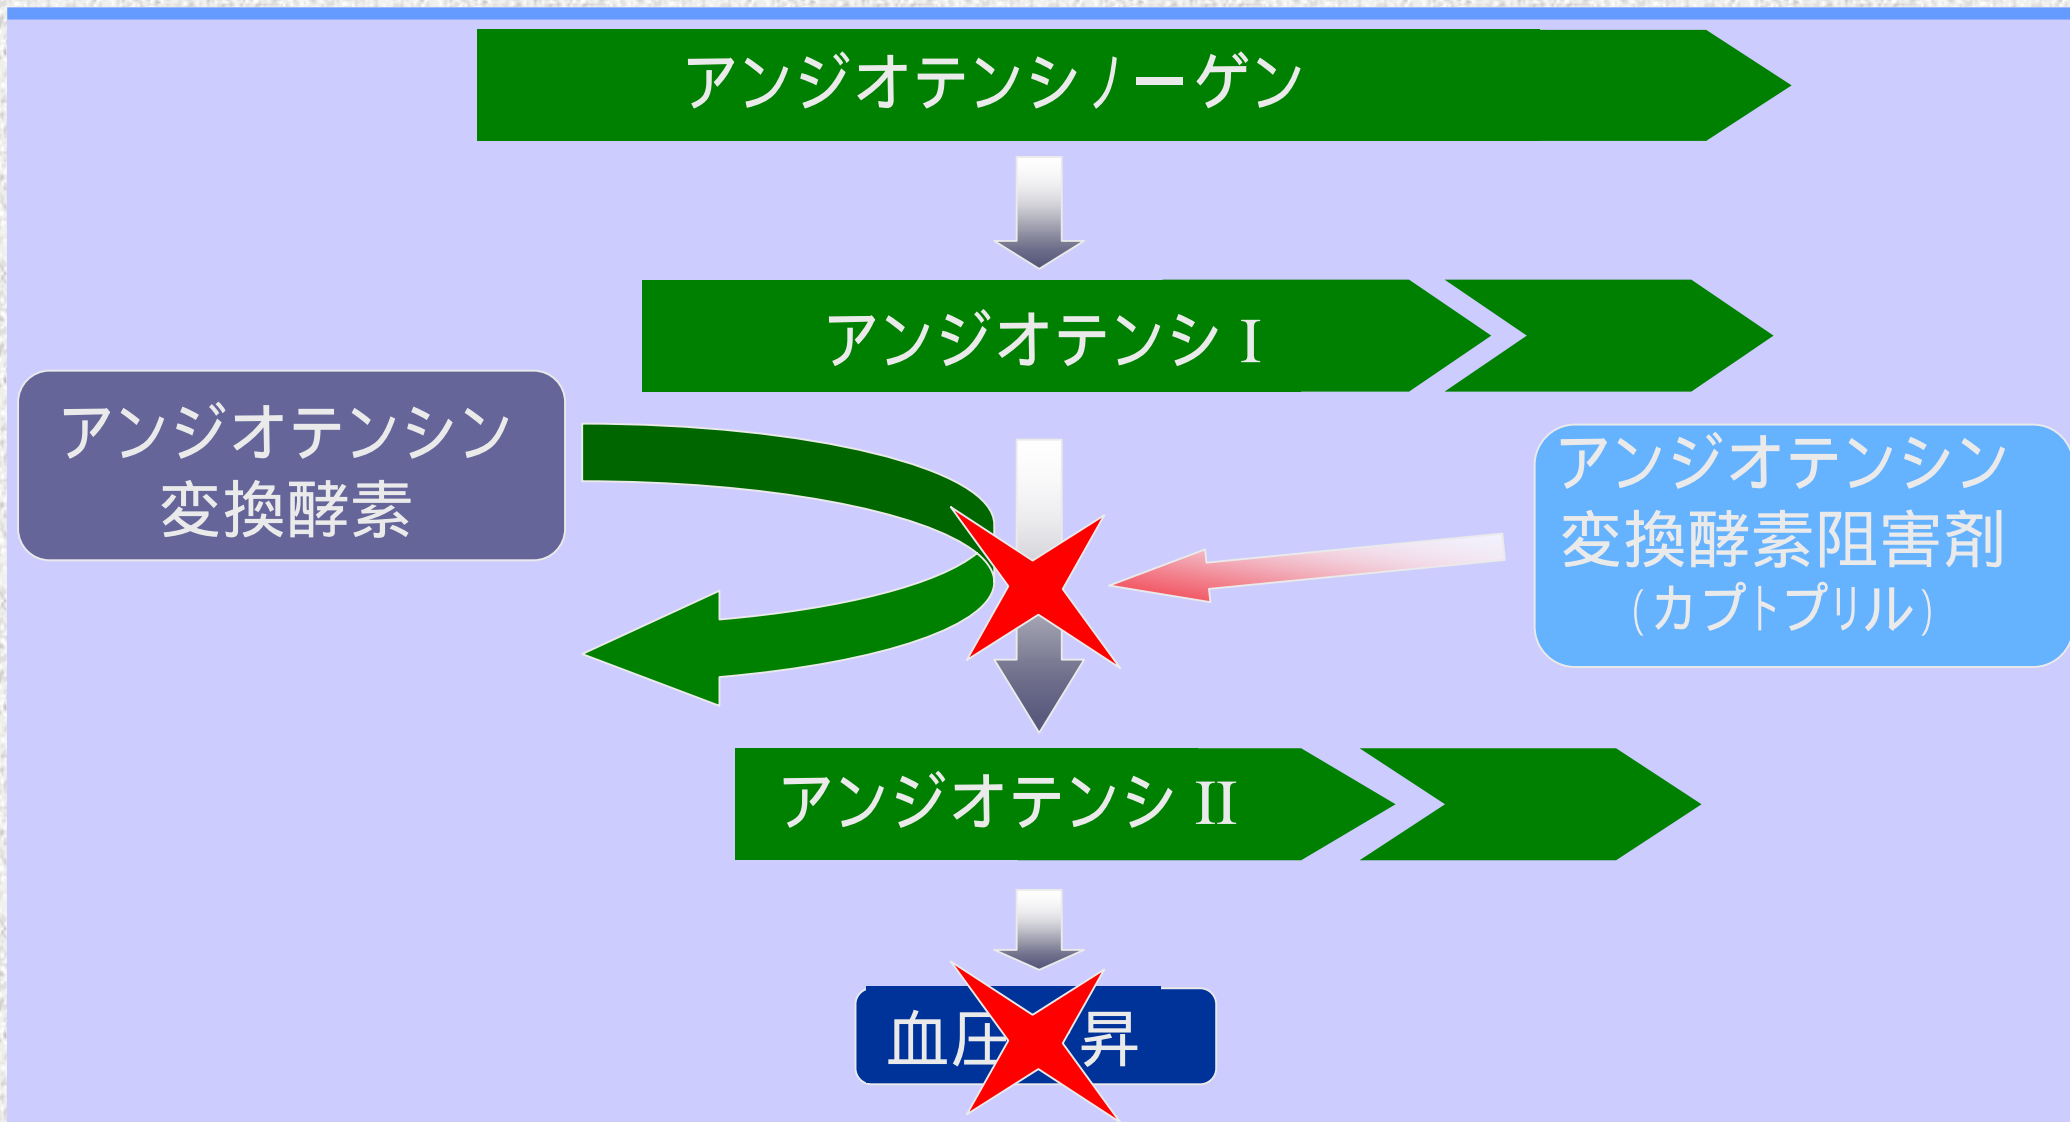 アンジオテンシノーゲン
アンジオテンシ I
アンジオテンシン
変換酵素
アンジオテンシン
変換酵素阻害剤
（カプトプリル）
アンジオテンシ II
血圧 昇